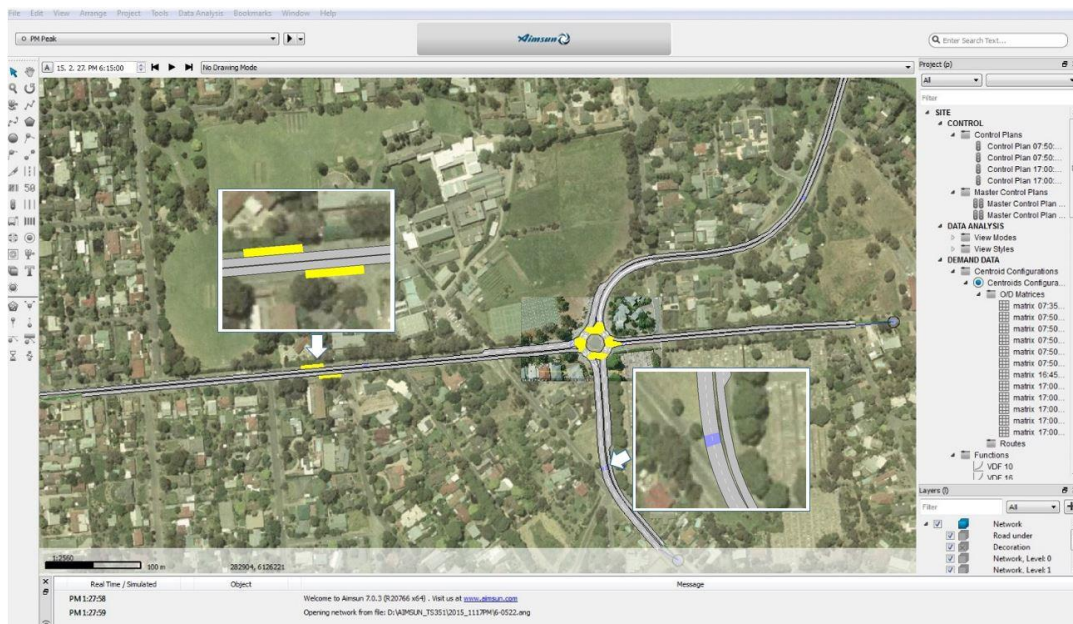 File Edit View Arrange Project Tools Data Analysis Bookmarks Window Help
PM Peak
Aimsun
Enter Search Text...
A 15. 2. 27. PM 6:15:00 No Drawing Mode
Project (p)
All
Filter
SITE
CONTROL
Control Plans
Control Plan 07:50:...
Control Plan 07:50:...
Control Plan 17:00:...
Control Plan 17:00:...
Master Control Plans
Master Control Plan ...
Master Control Plan ...
DATA ANALYSIS
View Modes
View Styles
DEMAND DATA
Centroid Configurations
Centroids Configura...
O/D Matrices
matrix 07:35...
matrix 07:50...
matrix 07:50...
matrix 07:50...
matrix 07:50...
matrix 07:50...
matrix 16:45...
matrix 17:00...
matrix 17:00...
matrix 17:00...
matrix 17:00...
matrix 17:00...
Routes
Functions
VDF 10
VDF 16
Layers (l)
Filter All
Network
Road under
Decoration
Network, Level: 0
Network, Level: 1
1:2560
100 m 282904, 6126221
Real Time / Simulated Object Message
PM 1:27:58 Welcome to Aimsun 7.0.3 (R20766 x64) . Visit us at www.aimsun.com
PM 1:27:59 Opening network from file: D:\AIMSUN_TS351\2015_1117PM\6-0522.ang